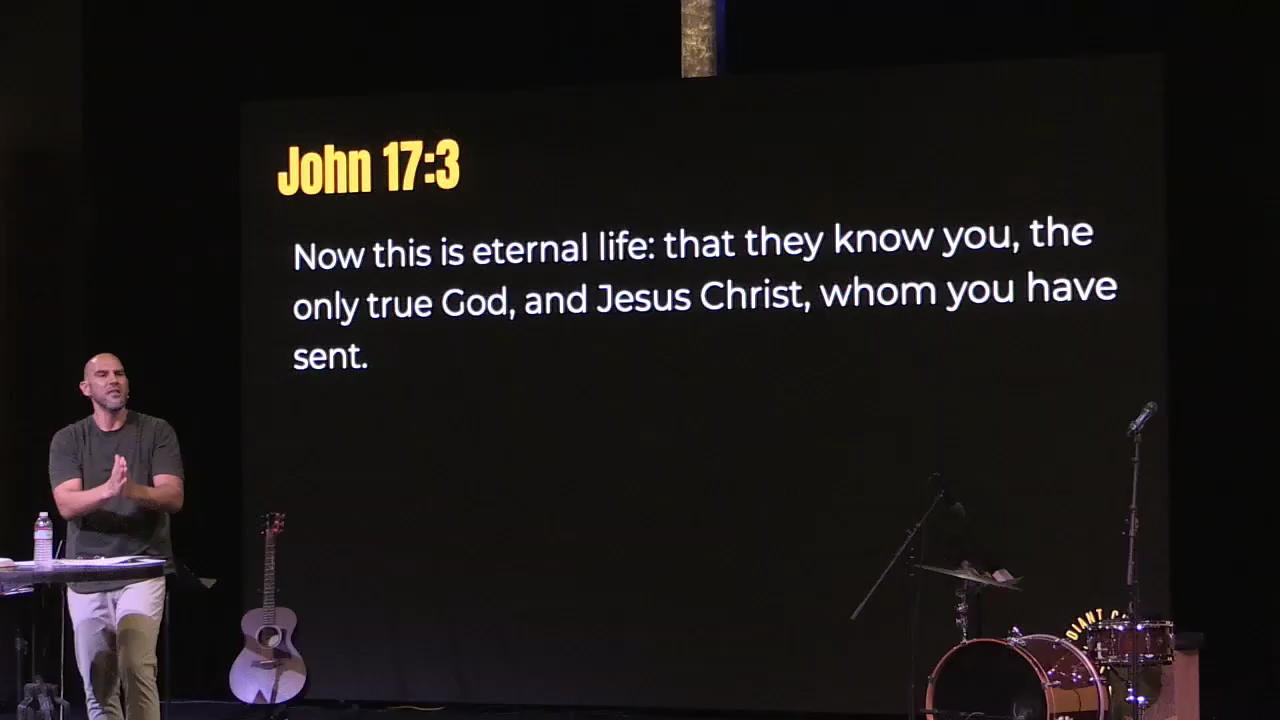 John 17:3
Now this is eternal life: that they know you, the
only true God, and Jesus Christ, whom you have
sent.